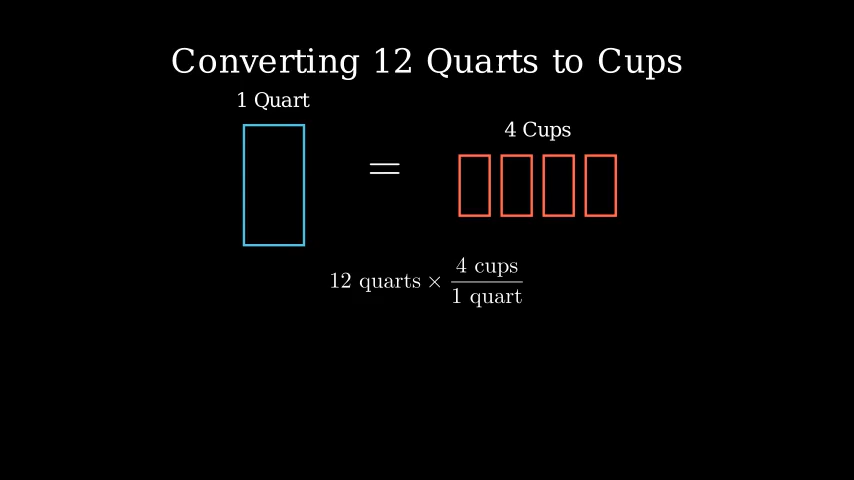 Converting 12 Quarts to Cups
1 Quart
4 Cups
=
12 quarts × 4 cups / 1 quart